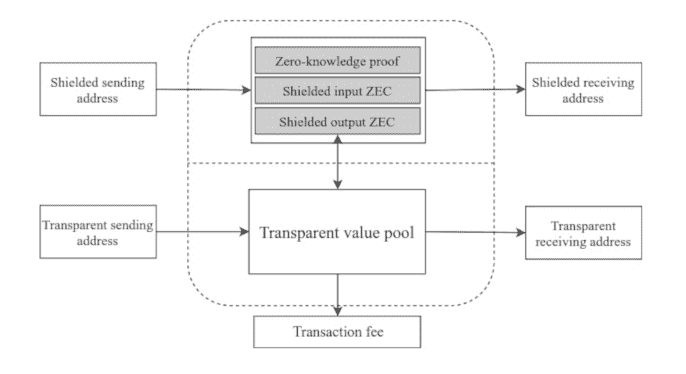 Zero-knowledge proof
Shielded sending
address
Shielded input ZEC
Shielded output ZEC
Shielded receiving
address
Transparent sending
address
Transparent value pool
Transparent
receiving address
Transaction fee